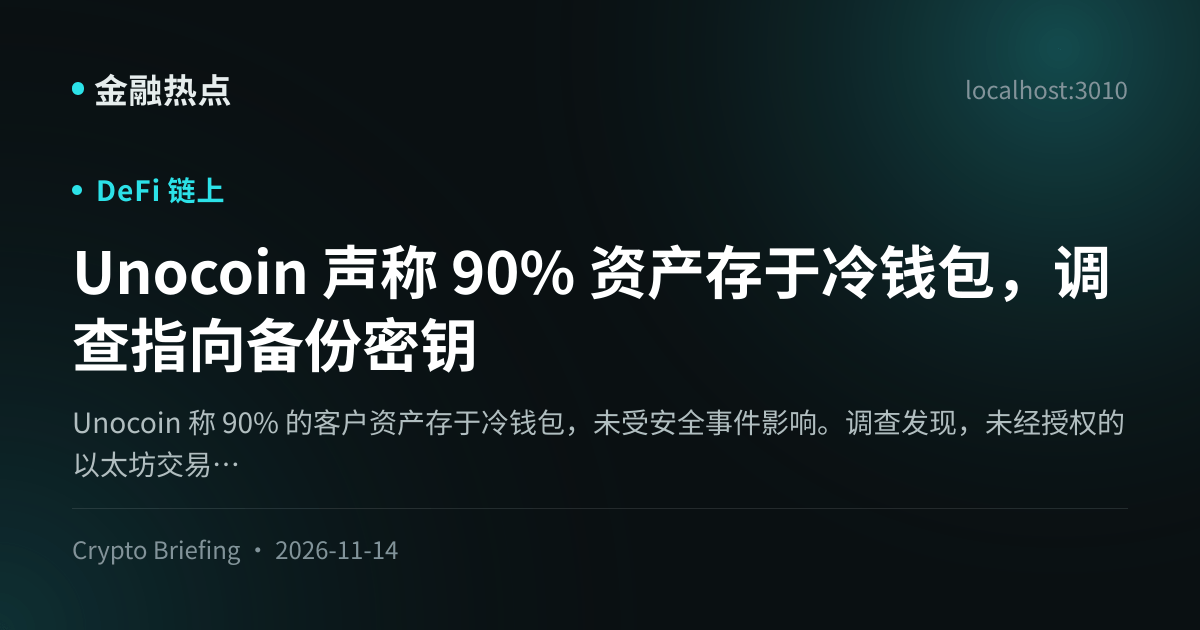 金融热点
localhost:3010
DeFi 链上
Unocoin 声称 90% 资产存于冷钱包，调
查指向备份密钥
Unocoin 称 90% 的客户资产存于冷钱包，未受安全事件影响。调查发现，未经授权的
以太坊交易…
Crypto Briefing · 2026-11-14